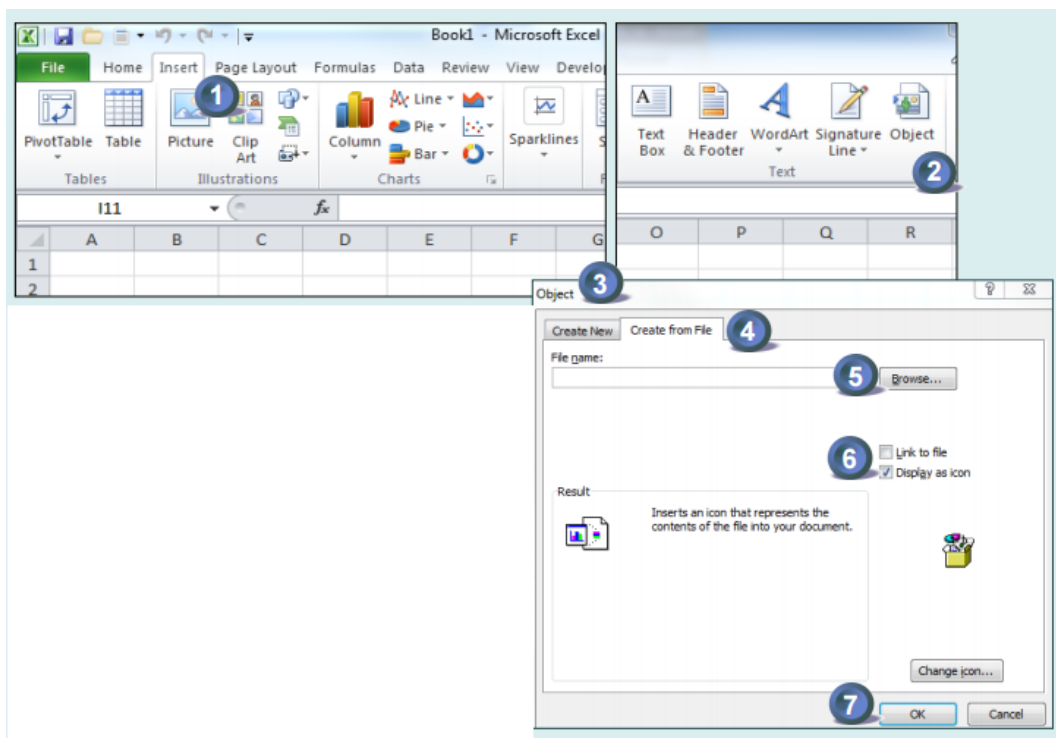 Book1 - Microsoft Excel
File Home Insert Page Layout Formulas Data Review View Develop
1
PivotTable Table Picture Clip Art Column Line Pie Bar Sparklines S
Tables Illustrations Charts F
I11 fx
A B C D E F G
1
2
A
A
Text Box Header & Footer WordArt Signature Line Object
Text
2
O P Q R
Object 3
Create New Create from File 4
File name:
5 Browse...
6
Link to file
Display as icon
Result
Inserts an icon that represents the
contents of the file into your document.
Change icon...
7 OK Cancel